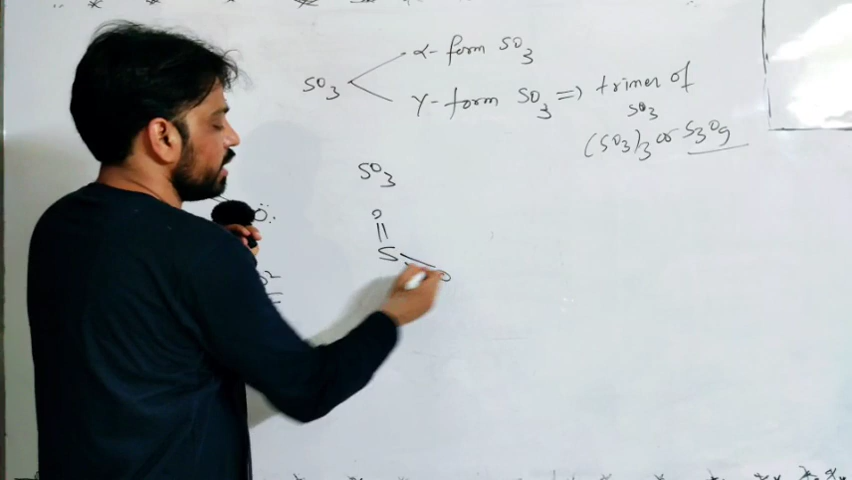 α-form SO3
SO3
γ-form SO3 ⇒ trimer of
SO3
(SO3)3 or S3O9
SO3
O
S
O